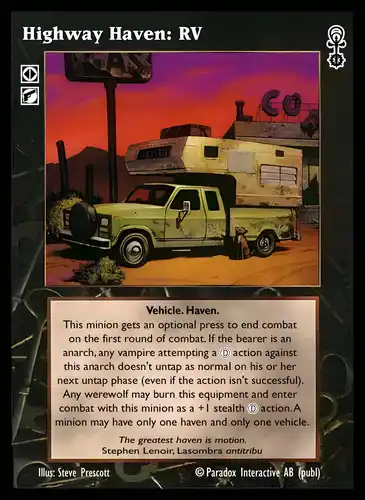 Highway Haven: RV
CO
Vehicle. Haven.
This minion gets an optional press to end combat
on the first round of combat. If the bearer is an
anarch, any vampire attempting a Ⓓ action against
this anarch doesn't untap as normal on his or her
next untap phase (even if the action isn't successful).
Any werewolf may burn this equipment and enter
combat with this minion as a +1 stealth Ⓓ action. A
minion may have only one haven and only one vehicle.
The greatest haven is motion.
Stephen Lenoir, Lasombra antitribu
Illus: Steve Prescott
© Paradox Interactive AB (publ)